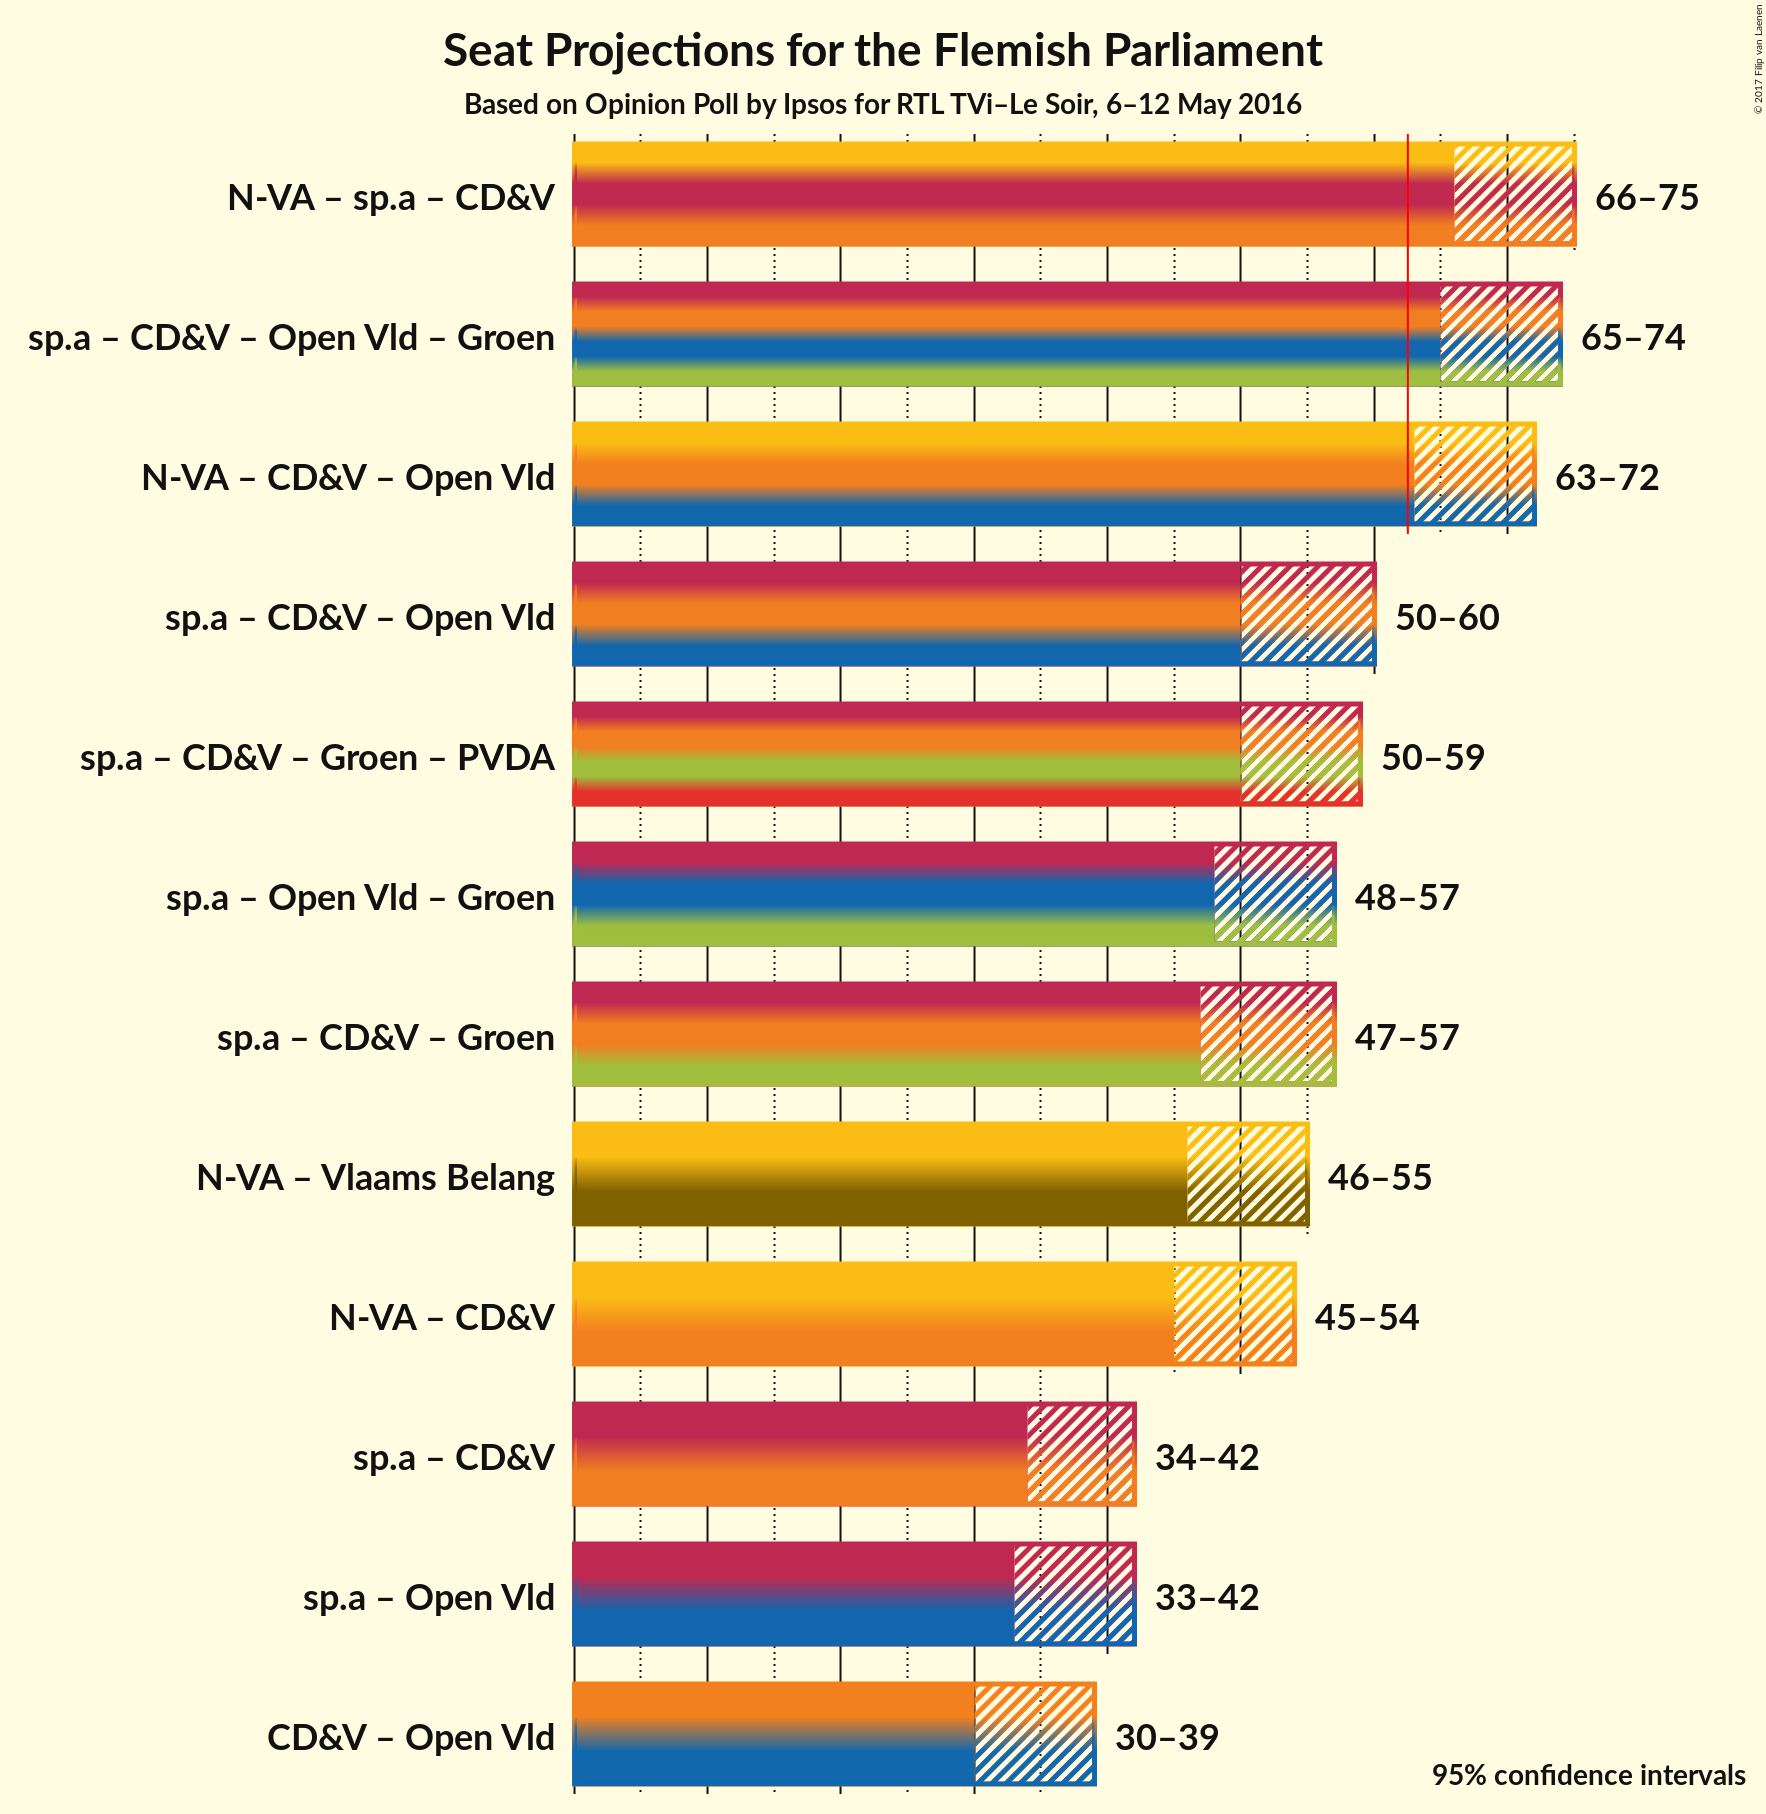 Seat Projections for the Flemish Parliament
Based on Opinion Poll by Ipsos for RTL TVi–Le Soir, 6–12 May 2016
© 2017 Filip van Laenen
N-VA – sp.a – CD&V 66–75
sp.a – CD&V – Open Vld – Groen 65–74
N-VA – CD&V – Open Vld 63–72
sp.a – CD&V – Open Vld 50–60
sp.a – CD&V – Groen – PVDA 50–59
sp.a – Open Vld – Groen 48–57
sp.a – CD&V – Groen 47–57
N-VA – Vlaams Belang 46–55
N-VA – CD&V 45–54
sp.a – CD&V 34–42
sp.a – Open Vld 33–42
CD&V – Open Vld 30–39
95% confidence intervals